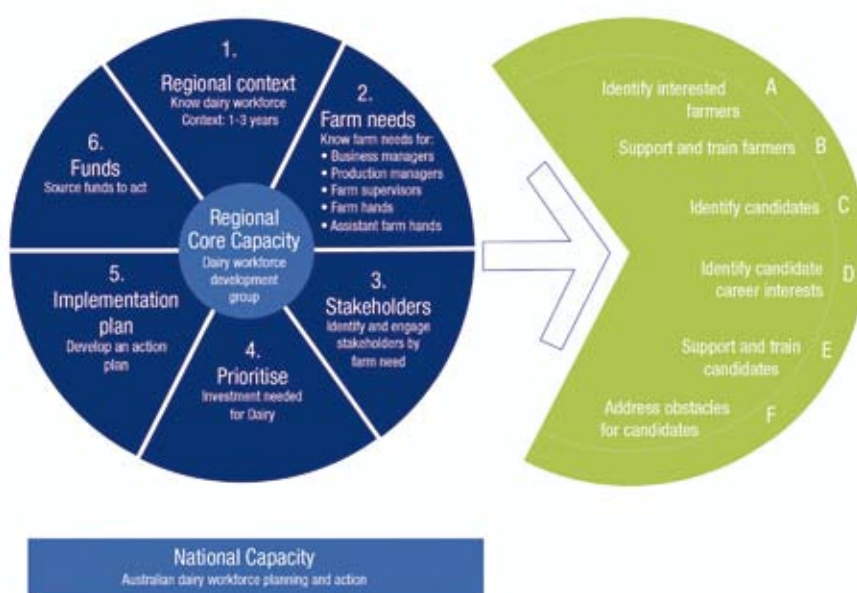 1.
Regional context
Know dairy workforce
Context: 1-3 years
2.
Farm needs
Know farm needs for:
• Business managers
• Production managers
• Farm supervisors
• Farm hands
• Assistant farm hands
3.
Stakeholders
Identify and engage
stakeholders by
farm need
4.
Prioritise
Investment needed
for Dairy
5.
Implementation
plan
Develop an action
plan
6.
Funds
Source funds to act
Regional
Core Capacity
Dairy workforce
development
group
A
Identify interested
farmers
B
Support and train farmers
C
Identify candidates
D
Identify candidate
career interests
E
Support and train
candidates
F
Address obstacles
for candidates
National Capacity
Australian dairy workforce planning and action